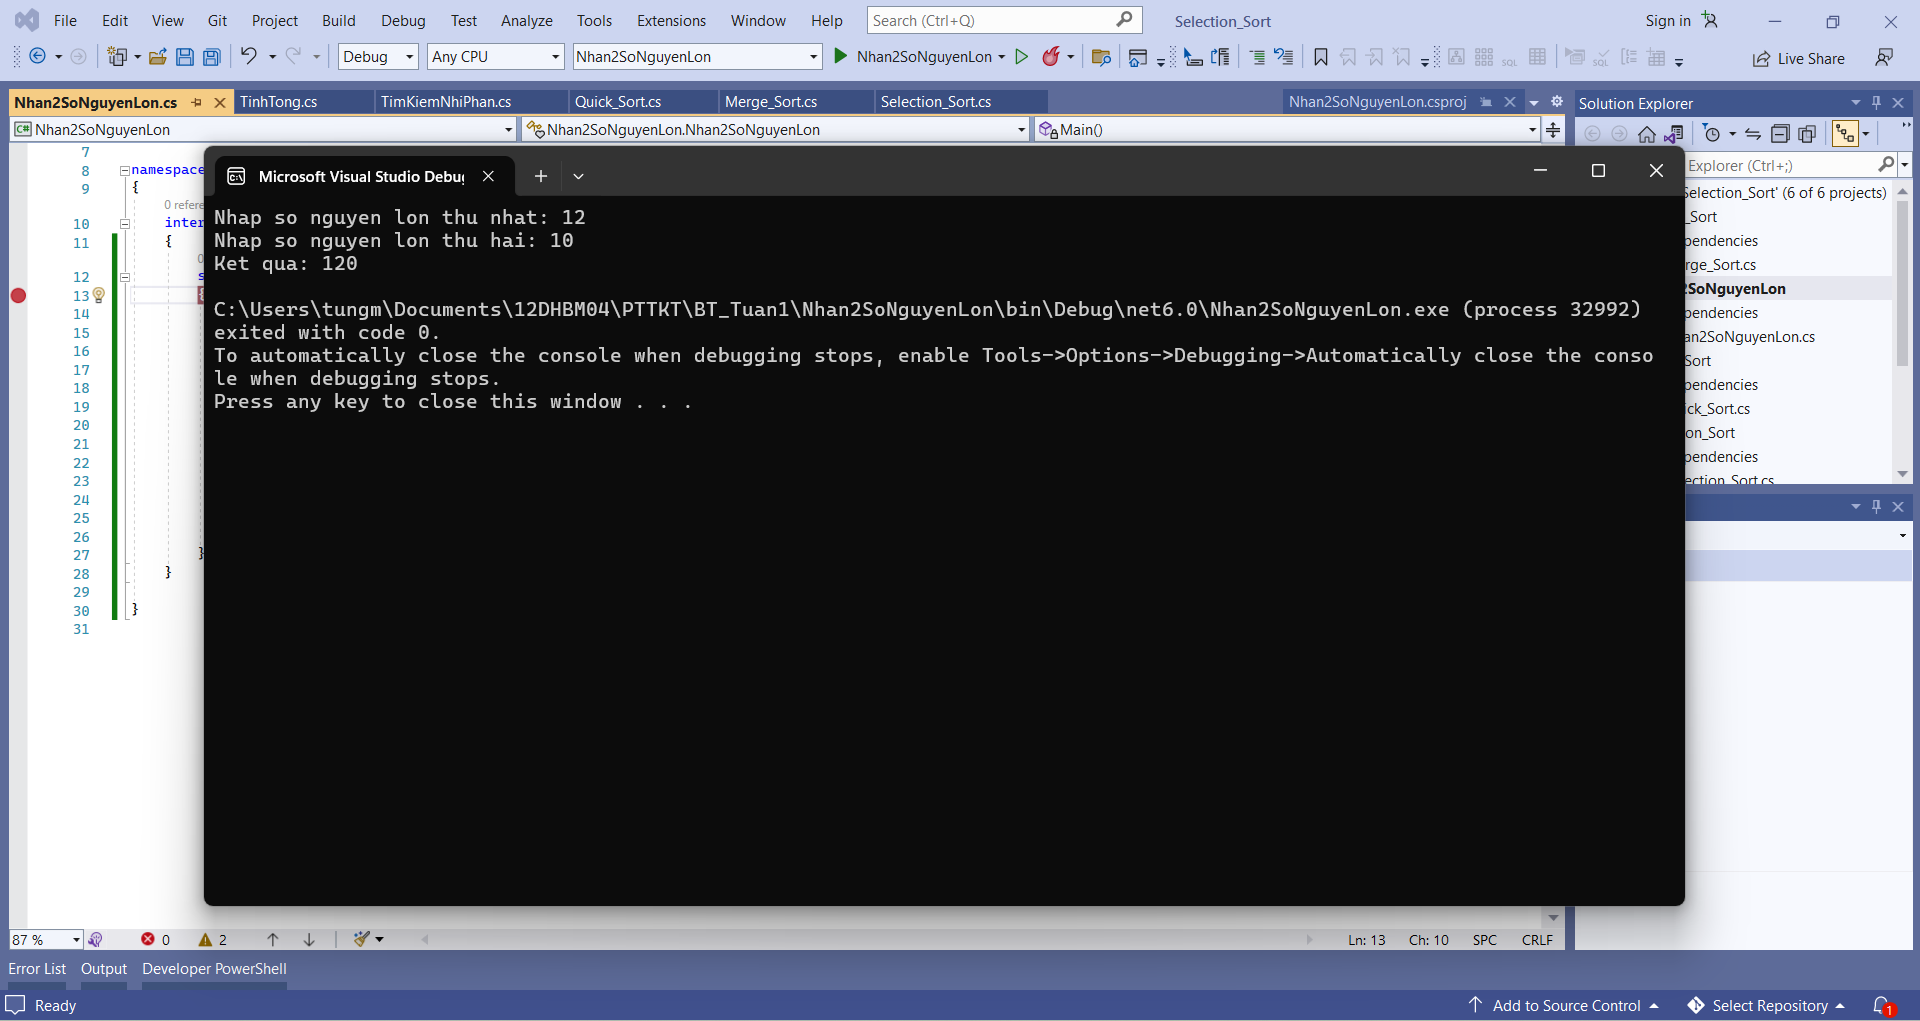 File Edit View Git Project Build Debug Test Analyze Tools Extensions Window Help Search (Ctrl+Q) Selection_Sort Sign in
Debug Any CPU Nhan2SoNguyenLon Nhan2SoNguyenLon Live Share
Nhan2SoNguyenLon.cs TinhTong.cs TimKiemNhiPhan.cs Quick_Sort.cs Merge_Sort.cs Selection_Sort.cs Nhan2SoNguyenLon.csproj Solution Explorer
C# Nhan2SoNguyenLon Nhan2SoNguyenLon.Nhan2SoNguyenLon Main()
7
8 namespace
9 {
0 refere
10 inter
11 {
0
12 s
13 {
14
15
16
17
18
19
20
21
22
23
24
25
26
27 }
28 }
29
30 }
31
Microsoft Visual Studio Debu
Nhap so nguyen lon thu nhat: 12
Nhap so nguyen lon thu hai: 10
Ket qua: 120
C:\Users\tungm\Documents\12DHBM04\PTTKT\BT_Tuan1\Nhan2SoNguyenLon\bin\Debug\net6.0\Nhan2SoNguyenLon.exe (process 32992)
exited with code 0.
To automatically close the console when debugging stops, enable Tools->Options->Debugging->Automatically close the conso
le when debugging stops.
Press any key to close this window . . .
Explorer (Ctrl+;)
Selection_Sort' (6 of 6 projects)
_Sort
pendencies
rge_Sort.cs
2SoNguyenLon
pendencies
an2SoNguyenLon.cs
Sort
pendencies
ick_Sort.cs
on_Sort
pendencies
ection_Sort.cs
87 % 0 2 Ln: 13 Ch: 10 SPC CRLF
Error List Output Developer PowerShell
Ready Add to Source Control Select Repository 1